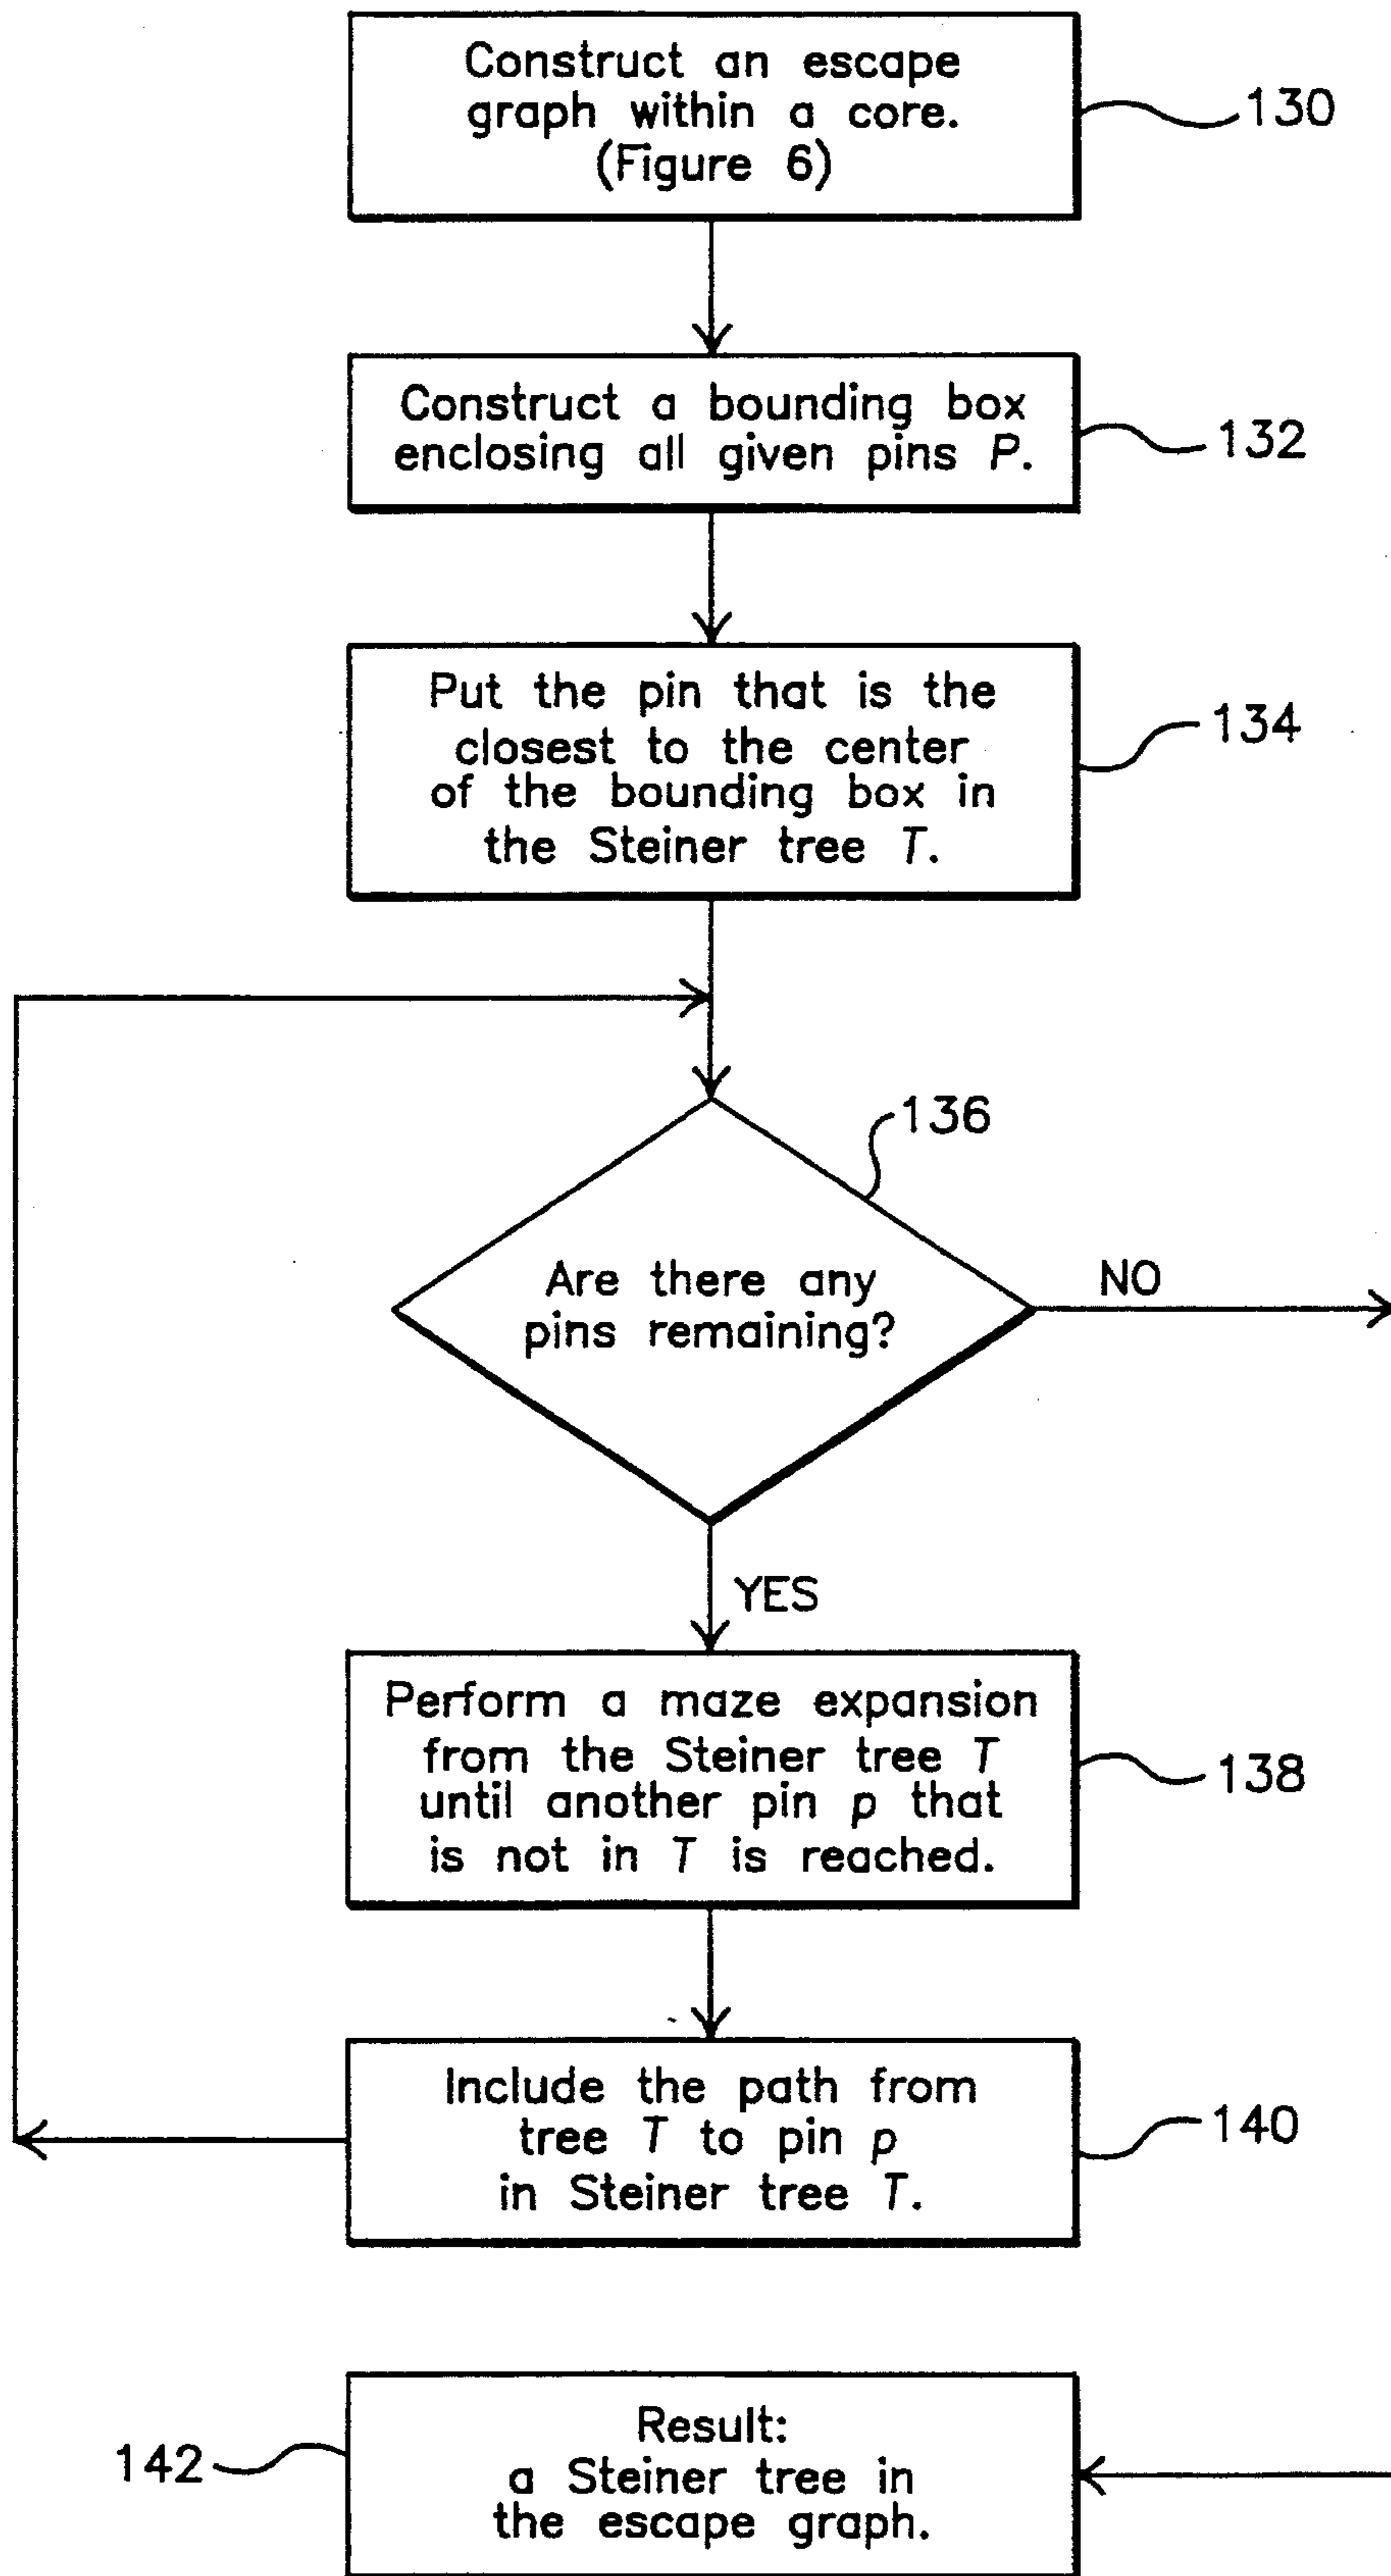 Construct an escape
graph within a core.
(Figure 6)
130
Construct a bounding box
enclosing all given pins P.
132
Put the pin that is the
closest to the center
of the bounding box in
the Steiner tree T.
134
136
Are there any
pins remaining?
NO
YES
Perform a maze expansion
from the Steiner tree T
until another pin p that
is not in T is reached.
138
Include the path from
tree T to pin p
in Steiner tree T.
140
142
Result:
a Steiner tree in
the escape graph.